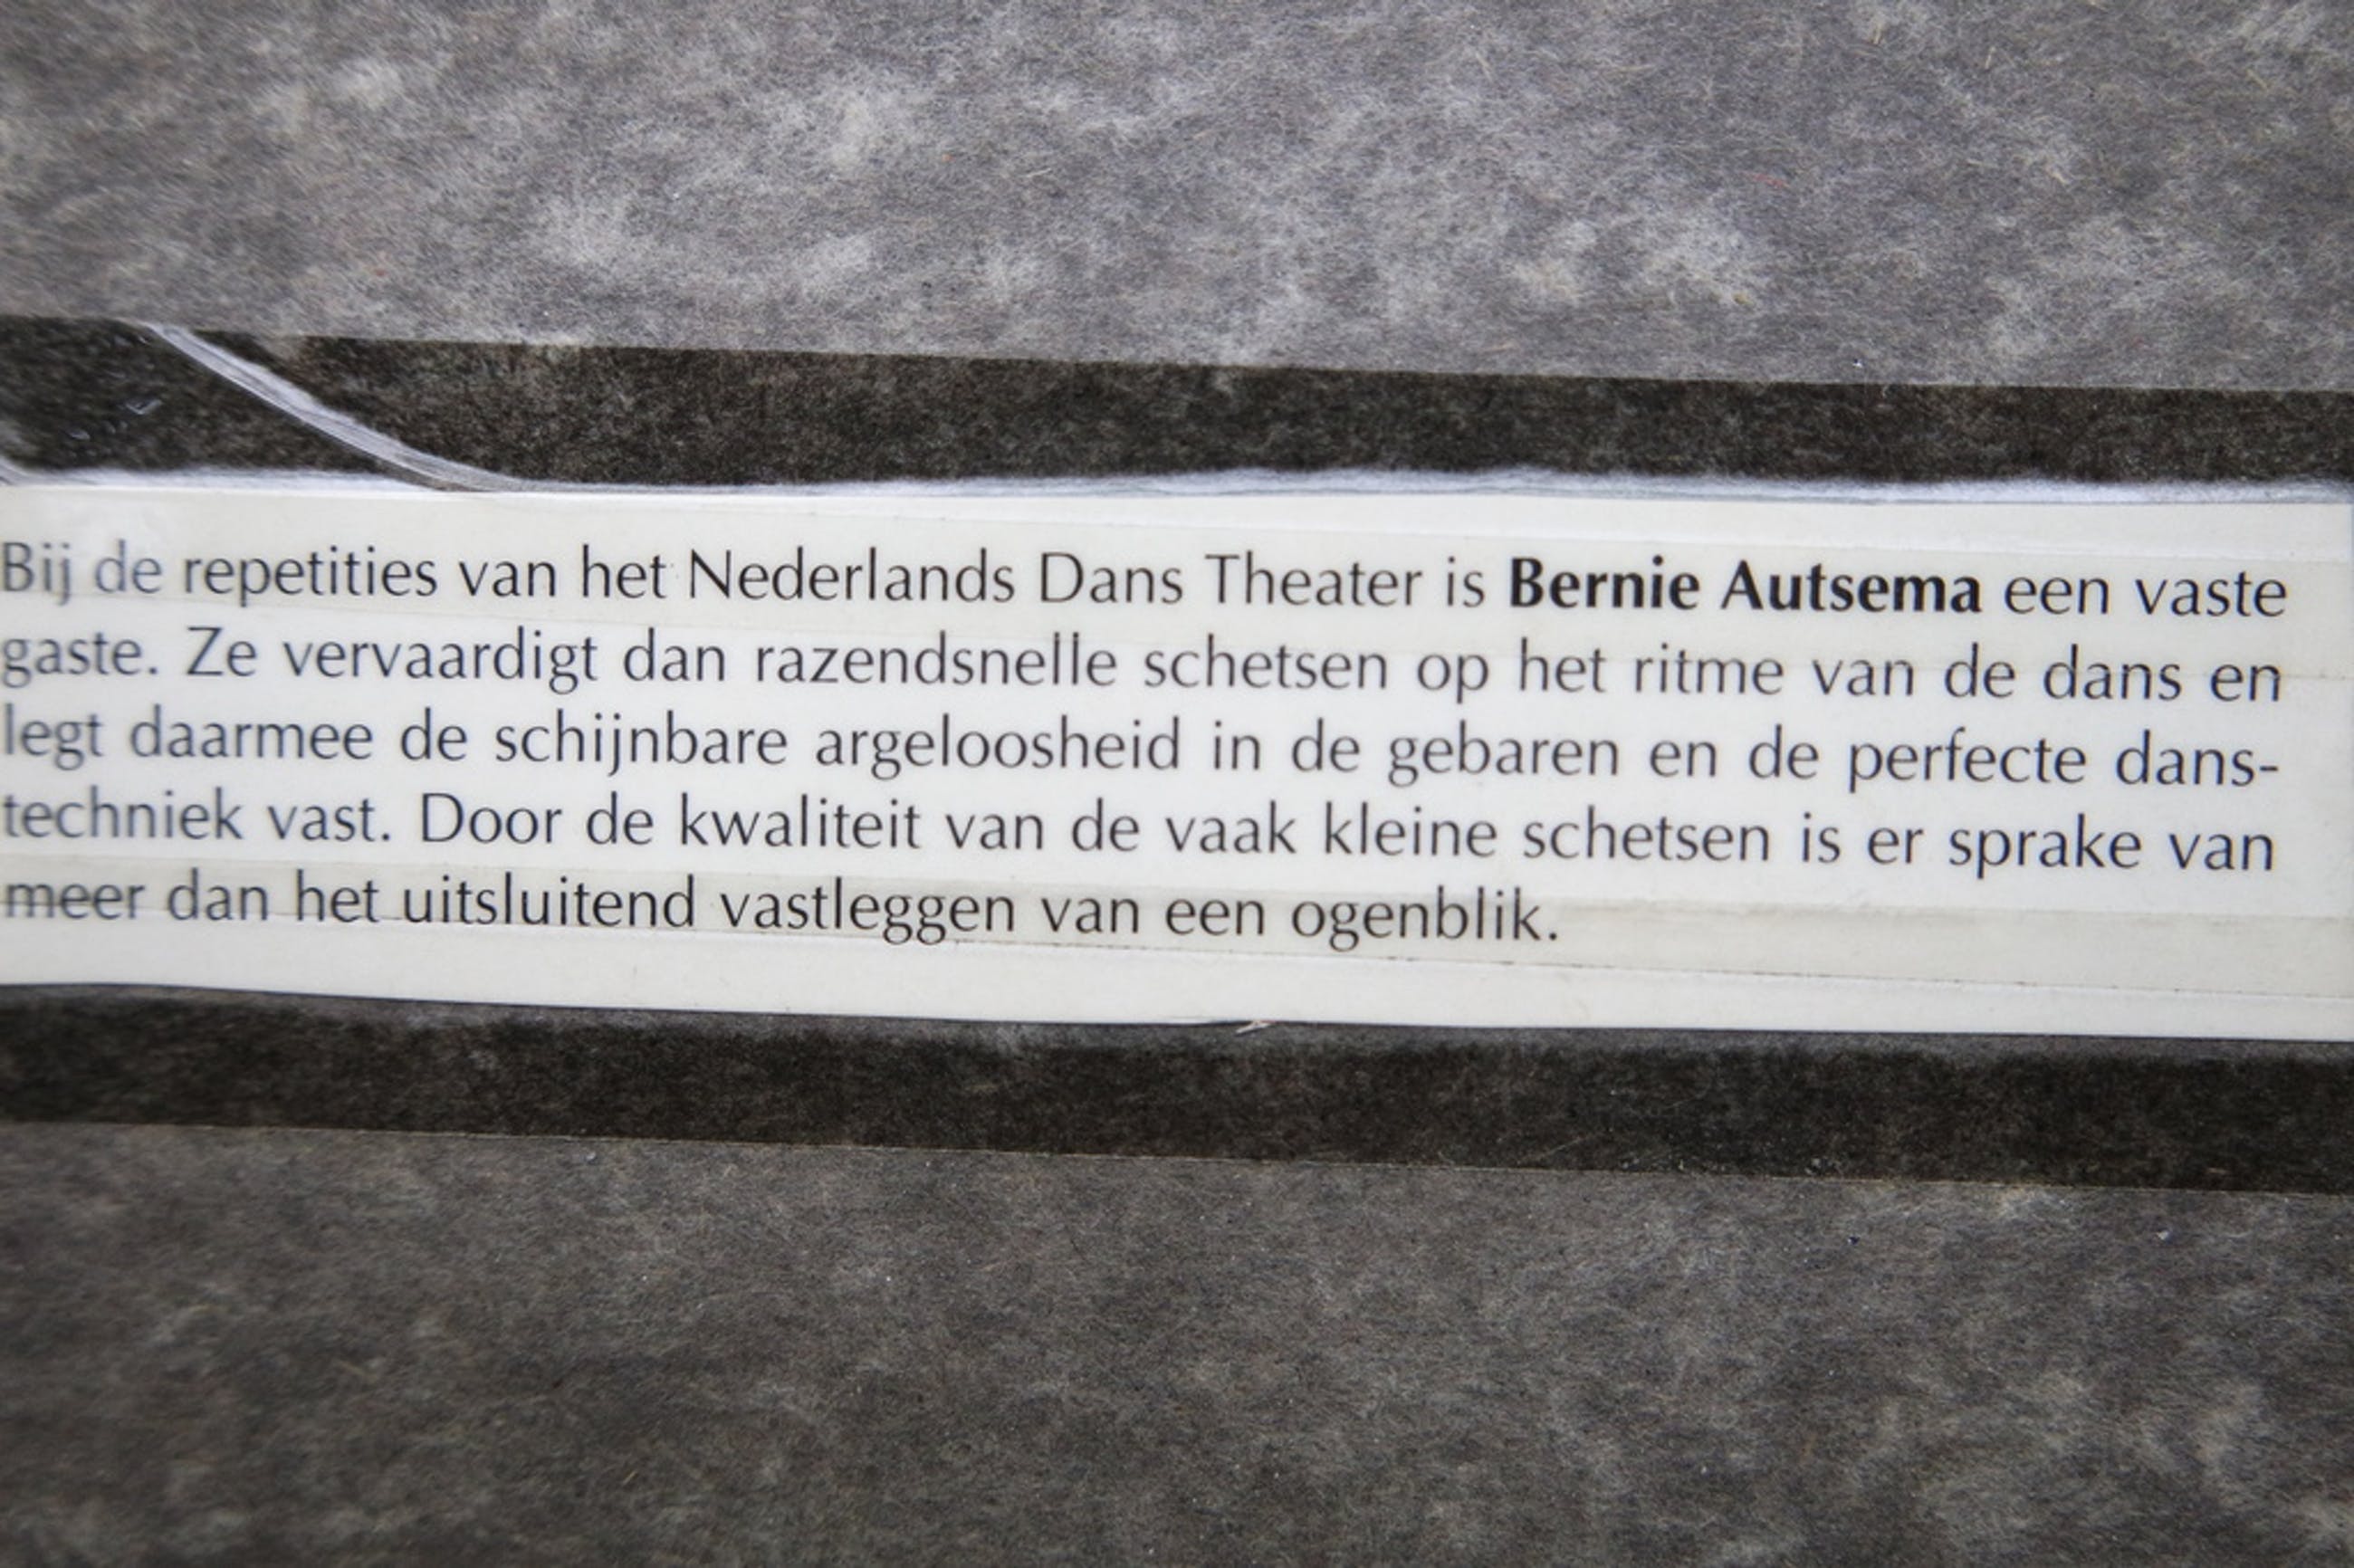 Bij de repetities van het Nederlands Dans Theater is Bernie Autsema een vaste
gaste. Ze vervaardigt dan razendsnelle schetsen op het ritme van de dans en
legt daarmee de schijnbare argeloosheid in de gebaren en de perfecte dans-
techniek vast. Door de kwaliteit van de vaak kleine schetsen is er sprake van
meer dan het uitsluitend vastleggen van een ogenblik.